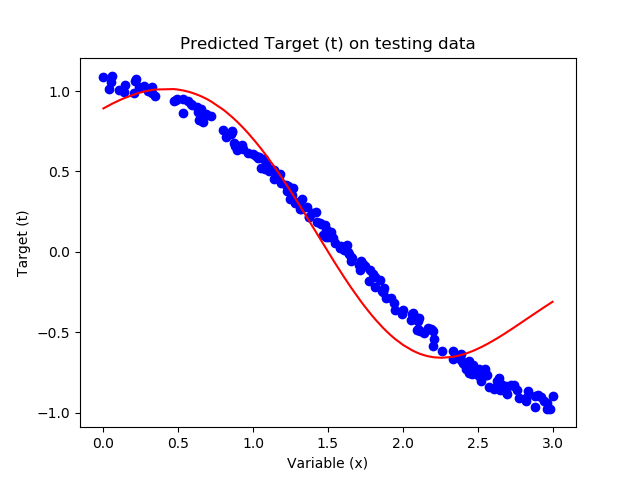 Predicted Target (t) on testing data
1.0
0.5
0.0
−0.5
−1.0
Target (t)
0.0 0.5 1.0 1.5 2.0 2.5 3.0
Variable (x)